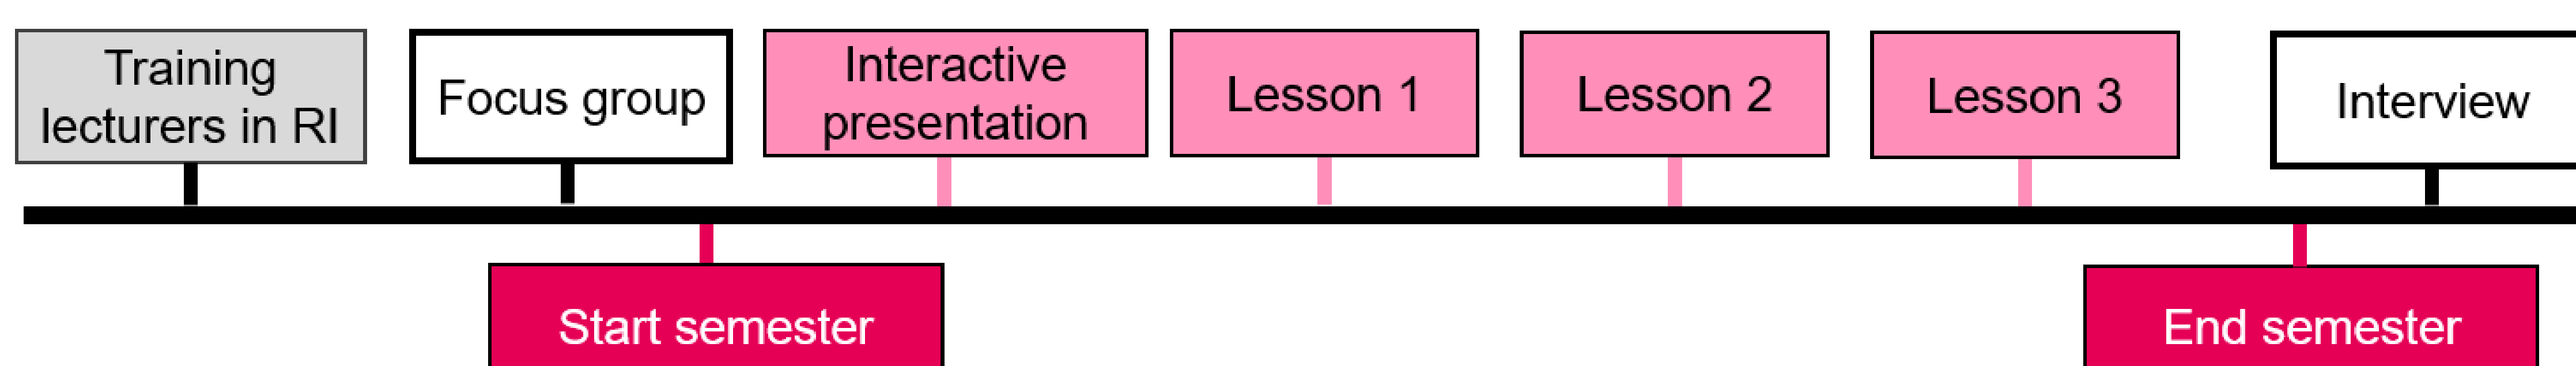 Training
lecturers in RI
Focus group
Interactive
presentation
Lesson 1
Lesson 2
Lesson 3
Interview
Start semester
End semester